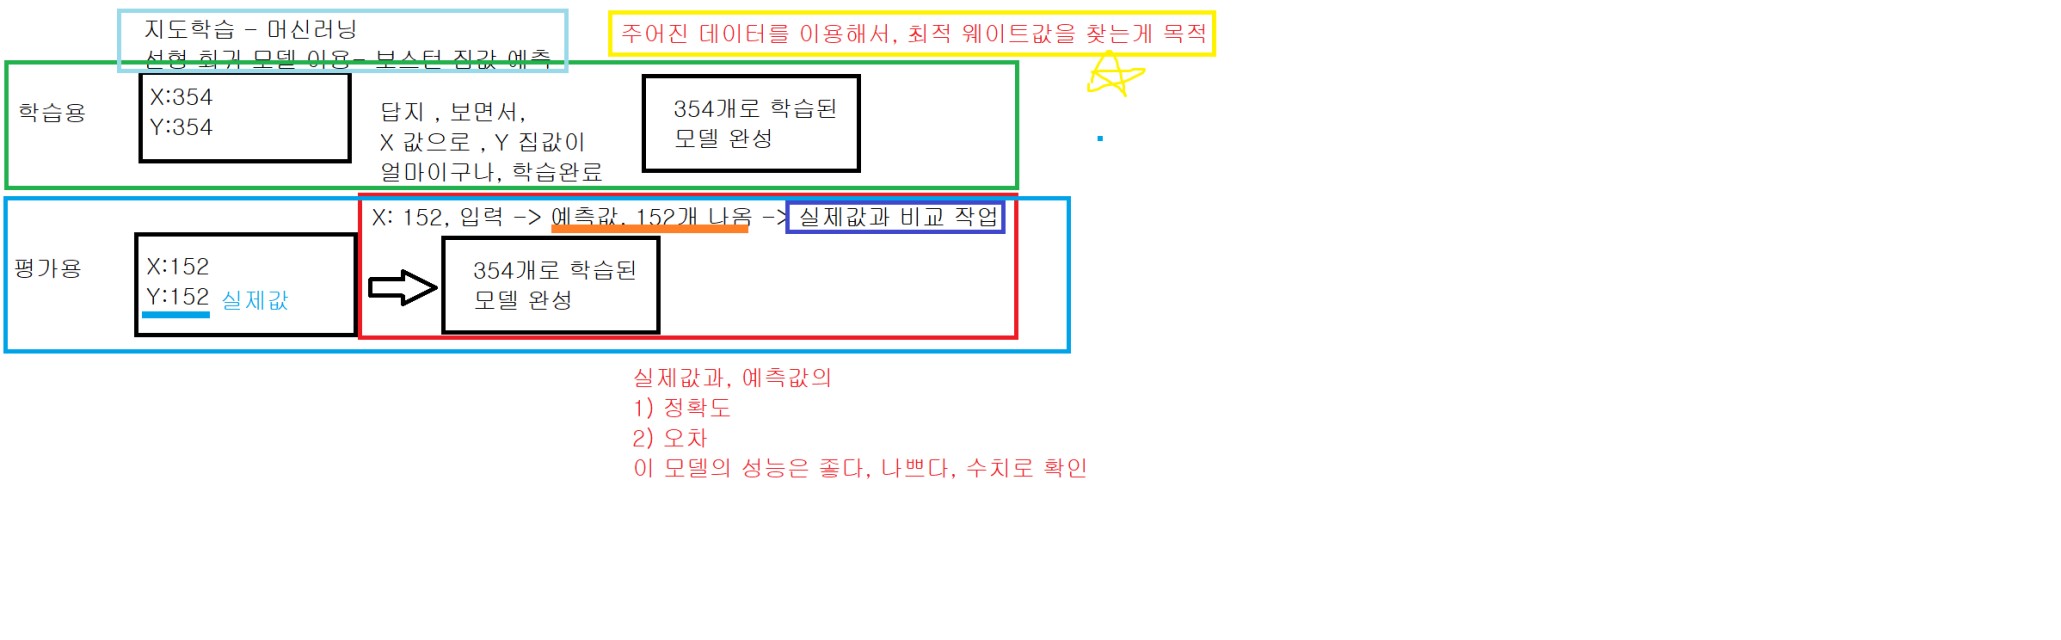 지도학습 - 머신러닝
선형 회귀 모델 이용- 보스턴 집값 예측
주어진 데이터를 이용해서, 최적 웨이트값을 찾는게 목적
학습용
X:354
Y:354
답지 , 보면서,
X 값으로 , Y 집값이
얼마이구나, 학습완료
354개로 학습된
모델 완성
X: 152, 입력 -> 예측값. 152개 나옴 -> 실제값과 비교 작업
평가용
X:152
Y:152 실제값
354개로 학습된
모델 완성
실제값과, 예측값의
1) 정확도
2) 오차
이 모델의 성능은 좋다, 나쁘다, 수치로 확인